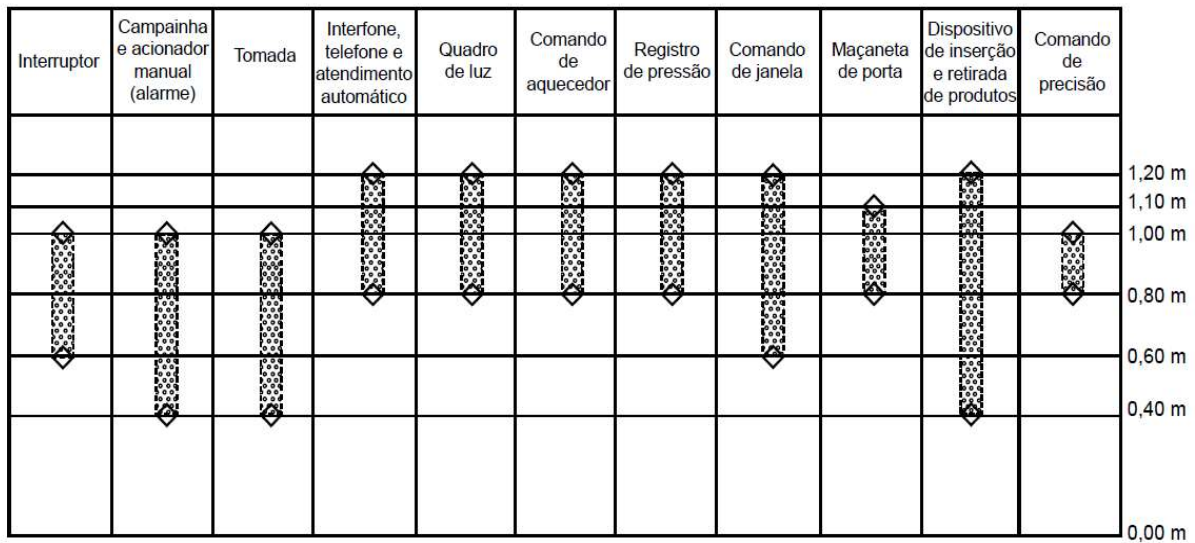 Interruptor
Campainha
e acionador
manual
(alarme)
Tomada
Interfone,
telefone e
atendimento
automático
Quadro
de luz
Comando
de
aquecedor
Registro
de pressão
Comando
de janela
Maçaneta
de porta
Dispositivo
de inserção
e retirada
de produtos
Comando
de
precisão
1,20 m
1,10 m
1,00 m
0,80 m
0,60 m
0,40 m
0,00 m